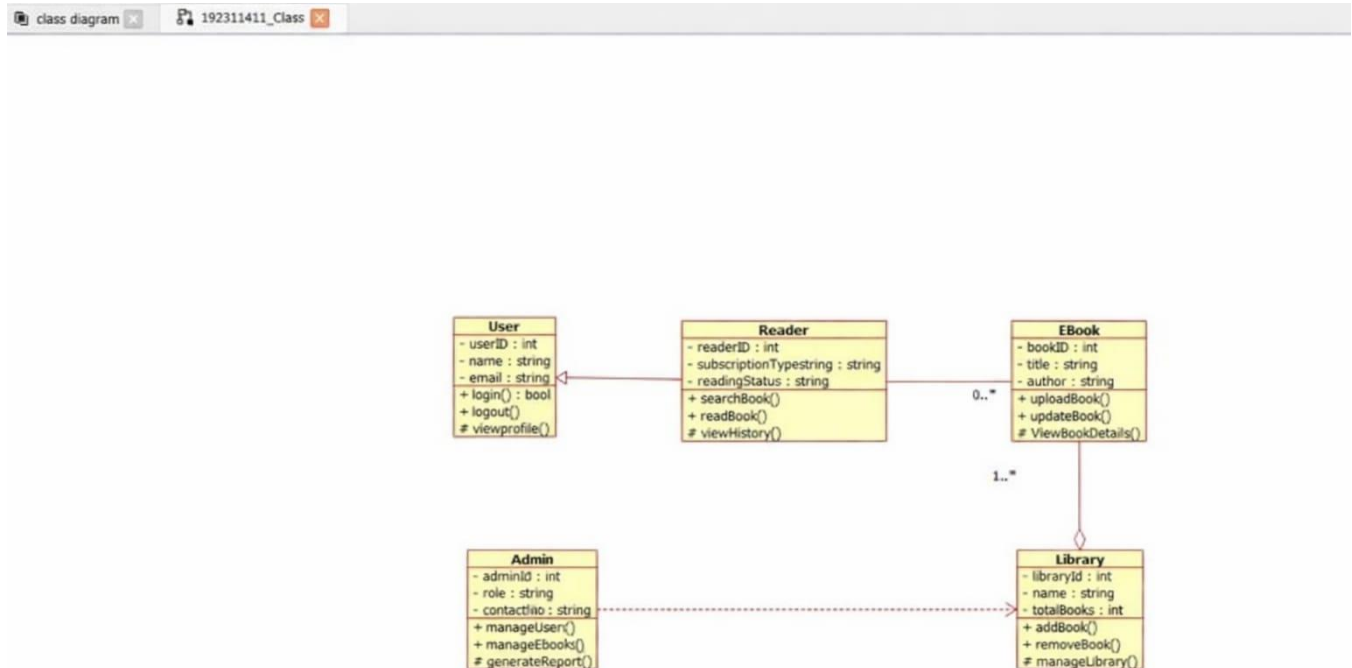 class diagram
192311411_Class
User
- userID : int
- name : string
- email : string
+ login() : bool
+ logout()
# viewprofile()
Reader
- readerID : int
- subscriptionTypestring : string
- readingStatus : string
+ searchBook()
+ readBook()
# viewHistory()
0..*
EBook
- bookID : int
- title : string
- author : string
+ uploadBook()
+ updateBook()
# ViewBookDetails()
1..*
Admin
- adminId : int
- role : string
- : string
+ manageUsers()
+ manageEbooks()
# generateReport()
Library
- libraryId : int
- name : string
- totalBooks : int
+ addBook()
+ removeBook()
# manageLibrary()